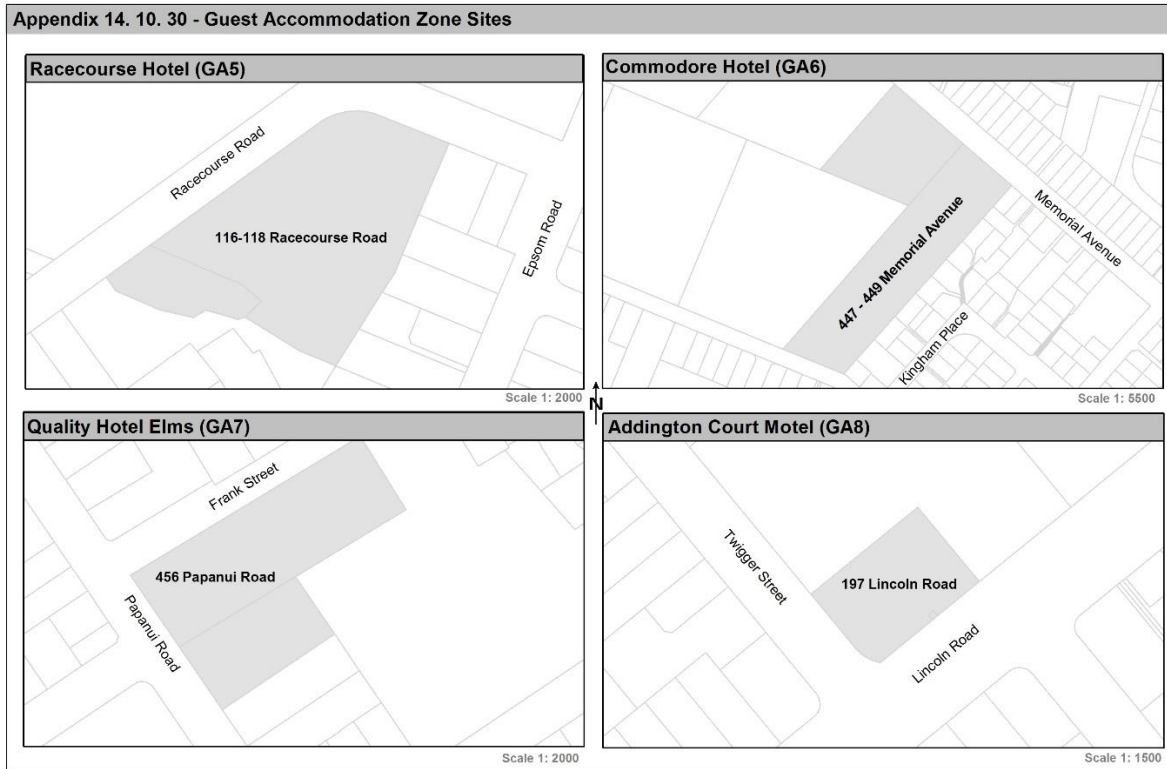 Appendix 14. 10. 30 - Guest Accommodation Zone Sites
Racecourse Hotel (GA5)
Racecourse Road
116-118 Racecourse Road
Epsom Road
Scale 1: 2000
Commodore Hotel (GA6)
Memorial Avenue
447 - 449 Memorial Avenue
Kingham Place
Scale 1: 5500
N
Quality Hotel Elms (GA7)
Frank Street
456 Papanui Road
Papanui Road
Scale 1: 2000
Addington Court Motel (GA8)
Twigger Street
197 Lincoln Road
Lincoln Road
Scale 1: 1500